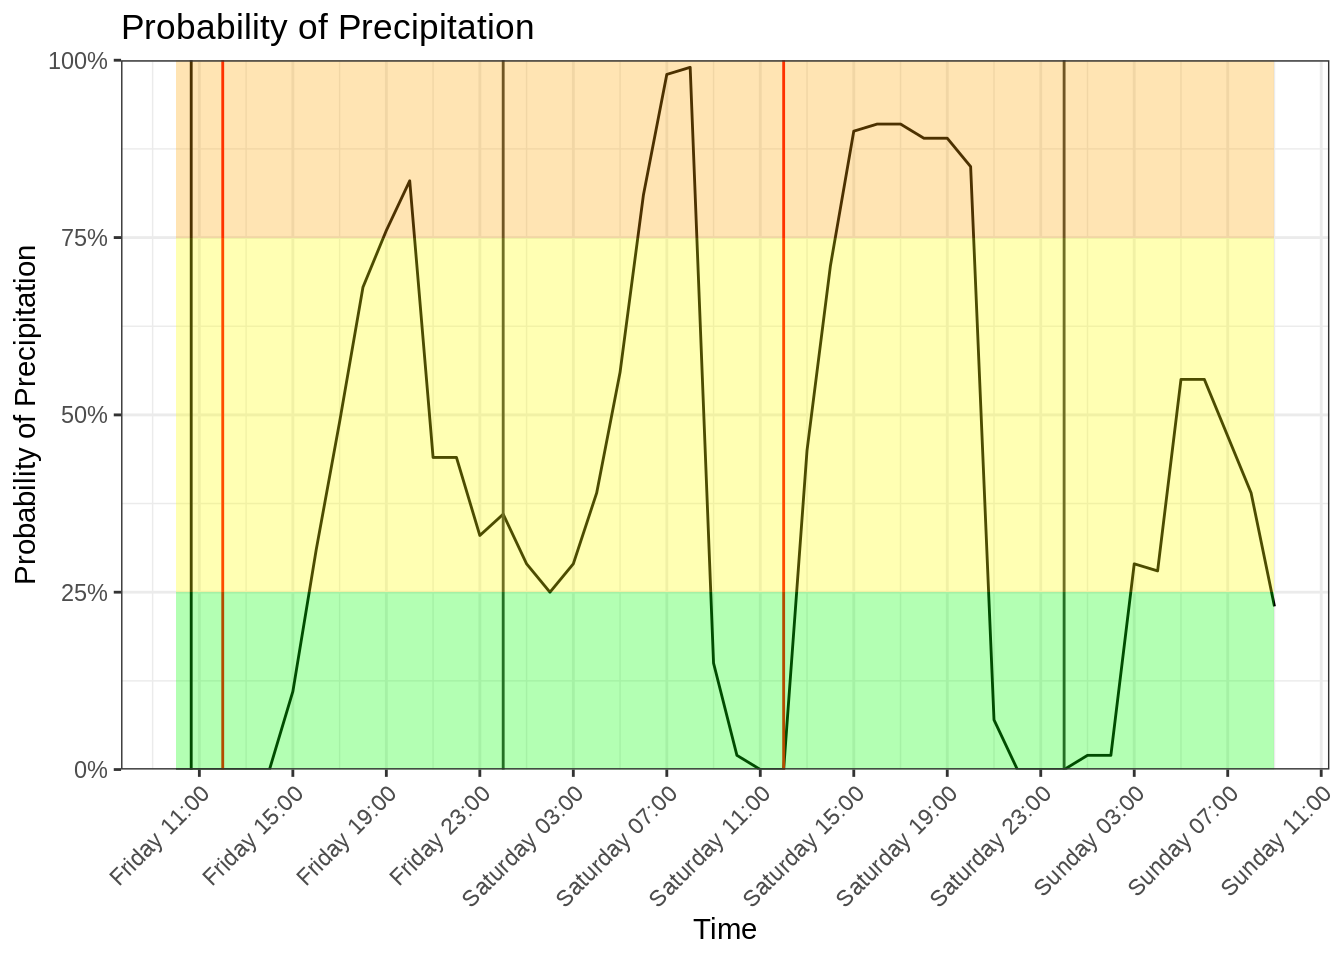 Probability of Precipitation
Probability of Precipitation
100%
75%
50%
25%
0%
Friday 11:00
Friday 15:00
Friday 19:00
Friday 23:00
Saturday 03:00
Saturday 07:00
Saturday 11:00
Saturday 15:00
Saturday 19:00
Saturday 23:00
Sunday 03:00
Sunday 07:00
Sunday 11:00
Time